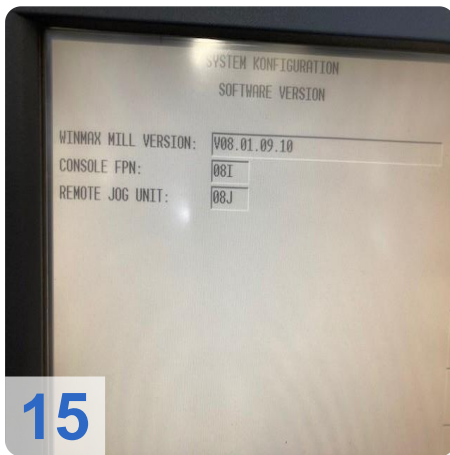 SYSTEM KONFIGURATION
SOFTWARE VERSION
WINMAX MILL VERSION: V08.01.09.10
CONSOLE FPN: 08I
REMOTE JOG UNIT: 08J
15